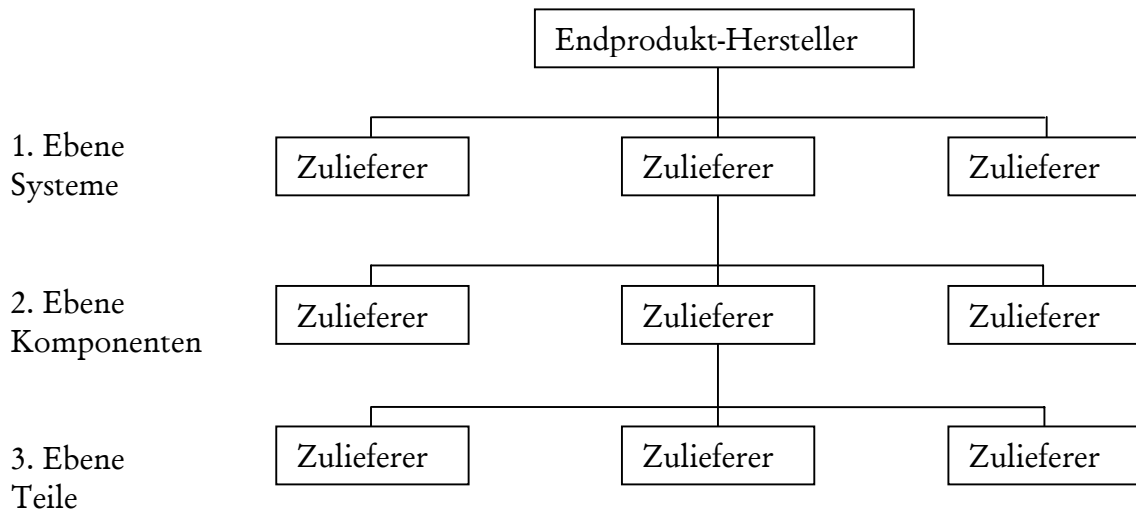 Endprodukt-Hersteller
1. Ebene
Systeme
Zulieferer
Zulieferer
Zulieferer
2. Ebene
Komponenten
Zulieferer
Zulieferer
Zulieferer
3. Ebene
Teile
Zulieferer
Zulieferer
Zulieferer